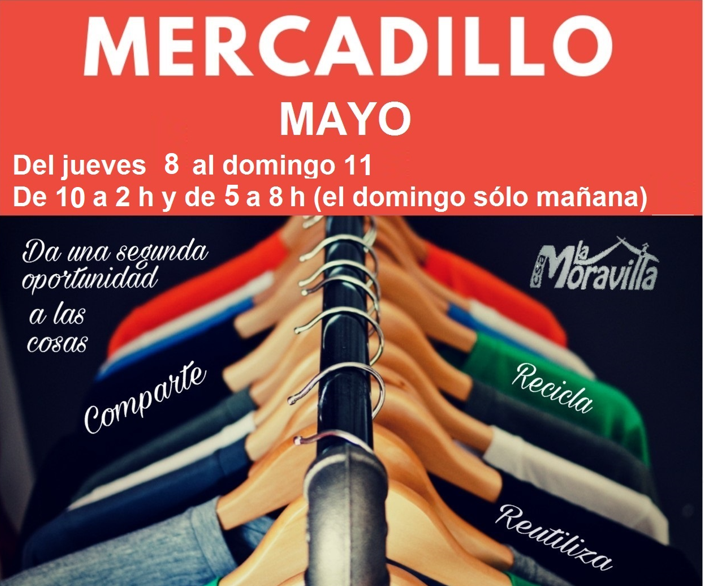 MERCADILLO
MAYO
Del jueves 8 al domingo 11
De 10 a 2 h y de 5 a 8 h (el domingo sólo mañana)
Da una segunda
oportunidad
a las
cosas
csa la Moravilla
Comparte
Recicla
Reutiliza